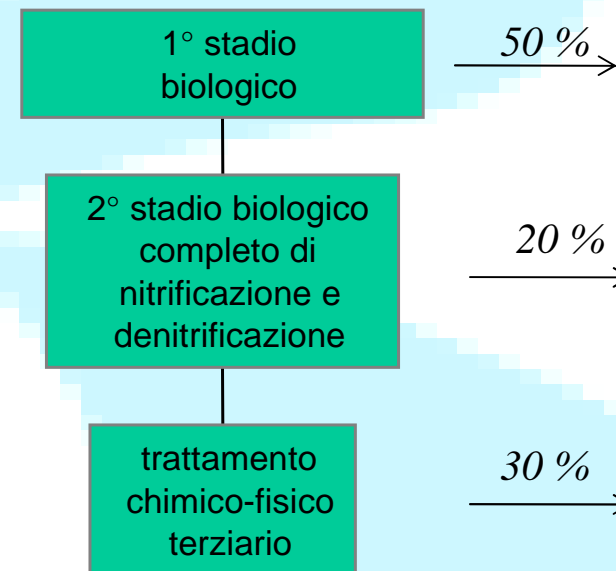 1° stadio
biologico
50 %
2° stadio biologico
completo di
nitrificazione e
denitrificazione
20 %
trattamento
chimico-fisico
terziario
30 %